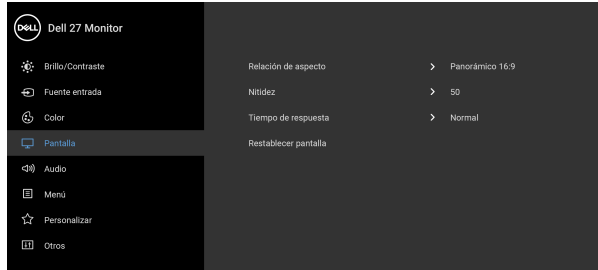 DELL Dell 27 Monitor
Brillo/Contraste
Relación de aspecto > Panorámico 16:9
Fuente entrada
Nitidez > 50
Color
Tiempo de respuesta > Normal
Pantalla
Restablecer pantalla
Audio
Menú
Personalizar
Otros